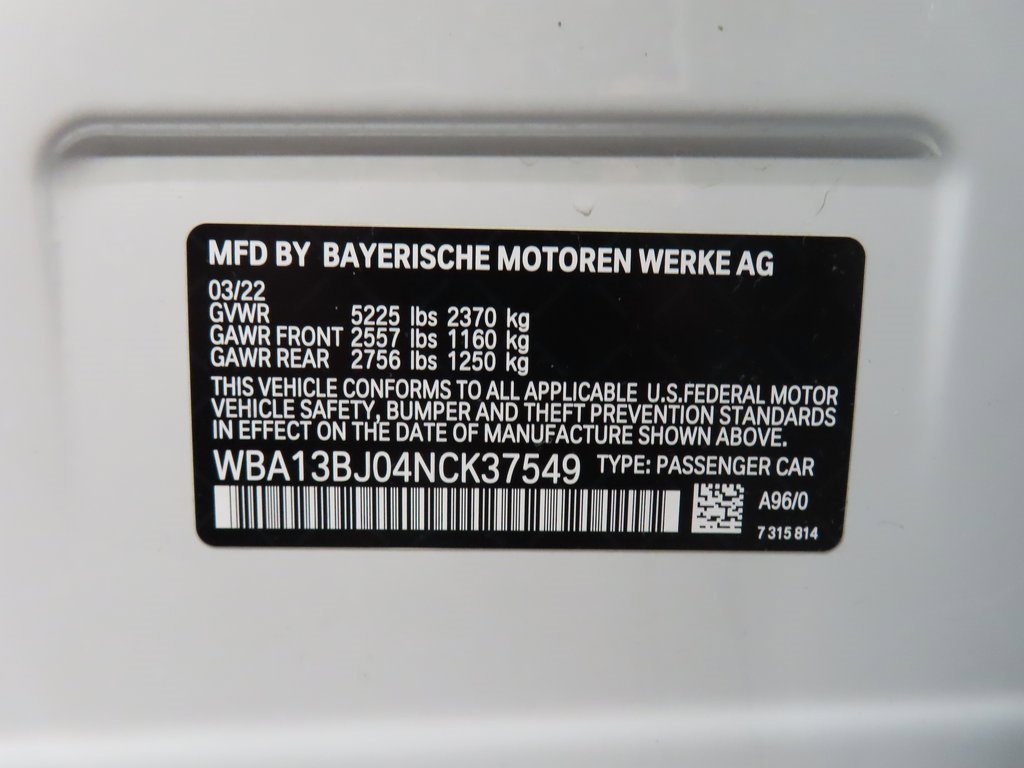 MFD BY BAYERISCHE MOTOREN WERKE AG
03/22
GVWR 5225 lbs 2370 kg
GAWR FRONT 2557 lbs 1160 kg
GAWR REAR 2756 lbs 1250 kg
THIS VEHICLE CONFORMS TO ALL APPLICABLE U.S.FEDERAL MOTOR
VEHICLE SAFETY, BUMPER AND THEFT PREVENTION STANDARDS
IN EFFECT ON THE DATE OF MANUFACTURE SHOWN ABOVE.
WBA13BJ04NCK37549 TYPE: PASSENGER CAR
A96/0
7 315 814